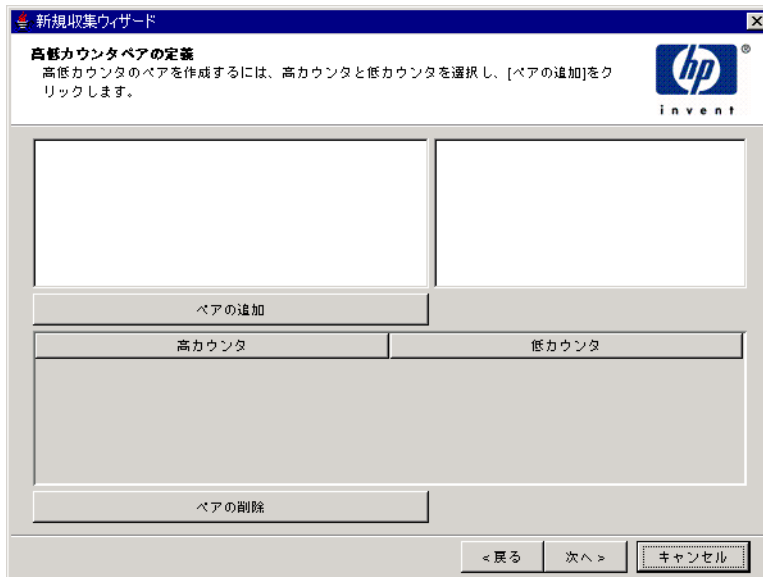 新規収集ウィザード
高低カウンタペアの定義
高低カウンタのペアを作成するには、高カウンタと低カウンタを選択し、[ペアの追加]をク
リックします。
hp
®
invent
ペアの追加
高カウンタ
低カウンタ
ペアの削除
<戻る
次へ>
キャンセル